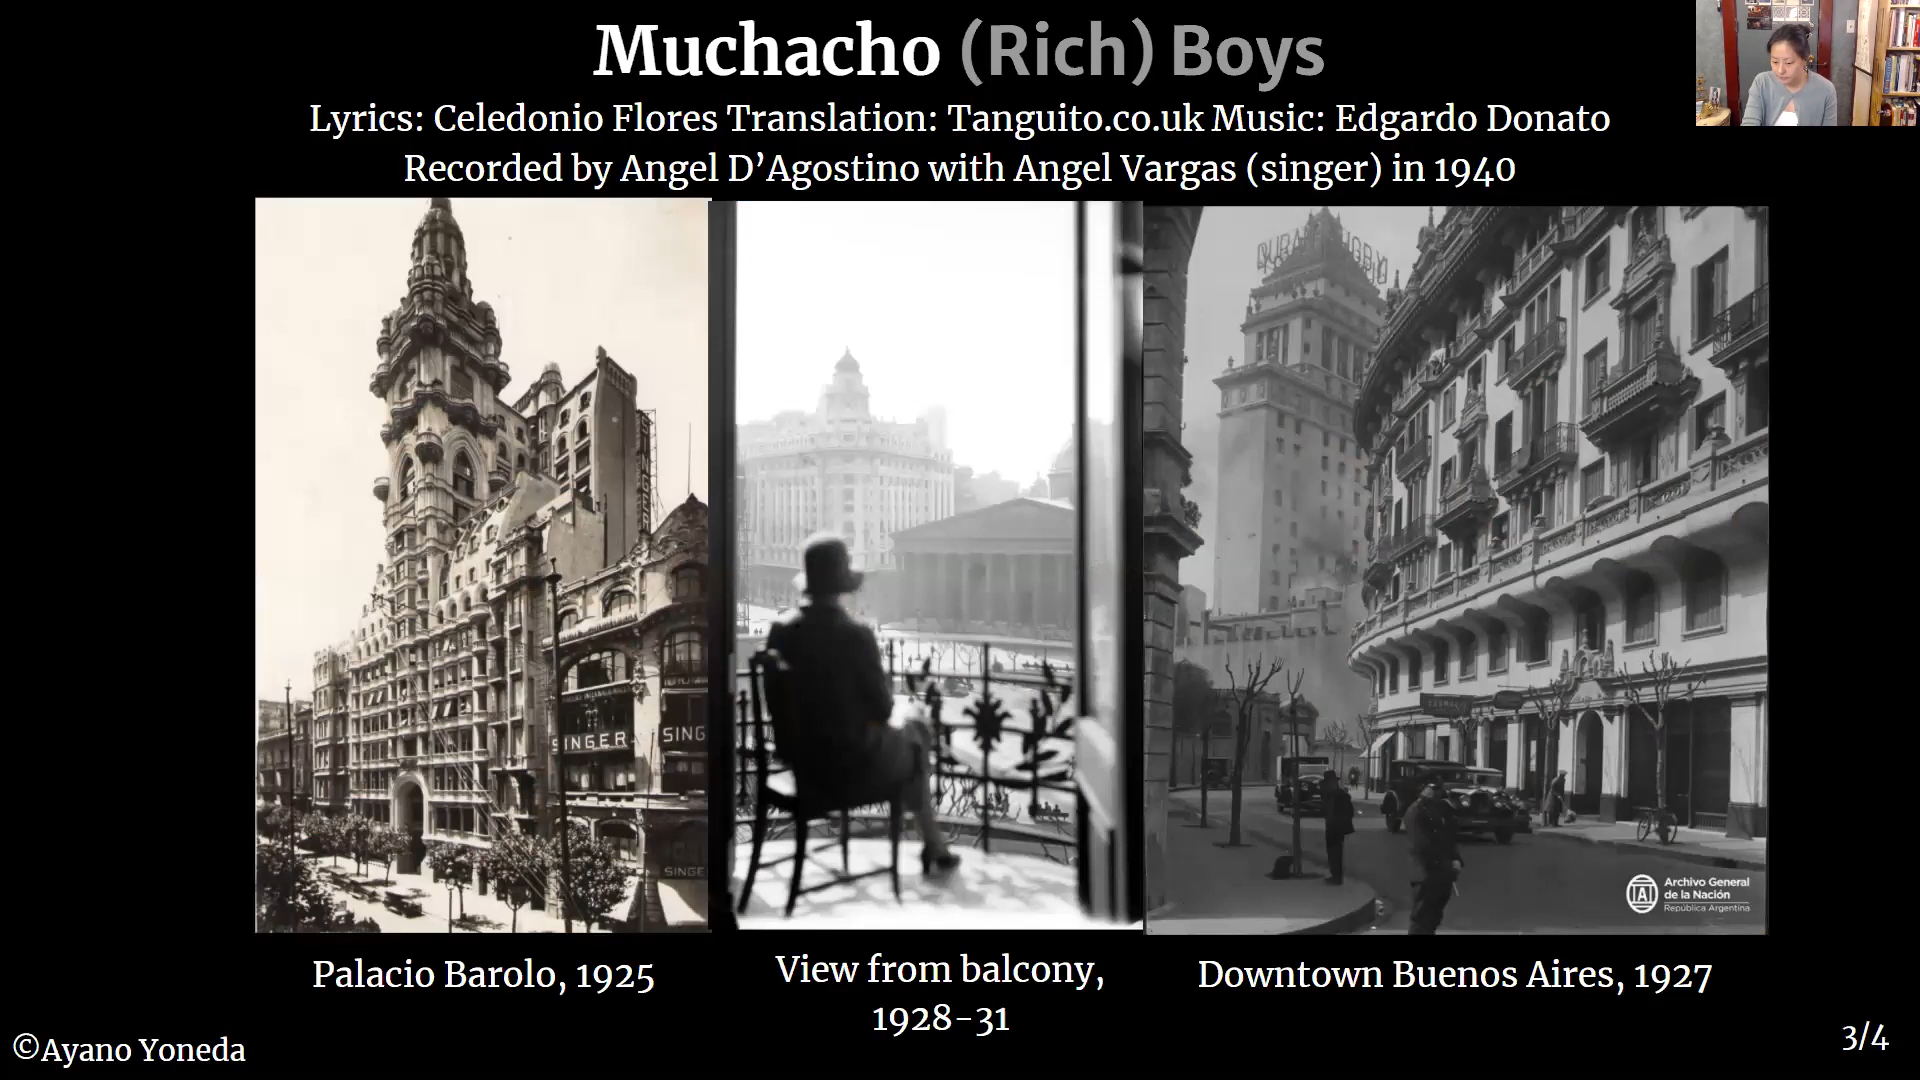 Muchacho (Rich) Boys
Lyrics: Celedonio Flores Translation: Tanguito.co.uk Music: Edgardo Donato
Recorded by Angel D’Agostino with Angel Vargas (singer) in 1940
SINGER
SING
SINGE
Archivo General
de la Nación
República Argentina
Palacio Barolo, 1925
View from balcony,
1928-31
Downtown Buenos Aires, 1927
©Ayano Yoneda
3/4